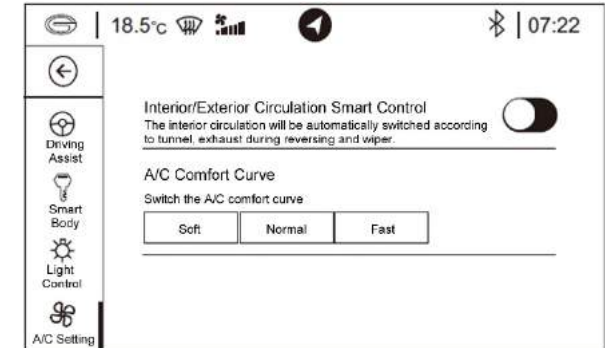 18.5°c
07:22
Driving
Assist
Smart
Body
Light
Control
A/C Setting
Interior/Exterior Circulation Smart Control
The interior circulation will be automatically switched according
to tunnel, exhaust during reversing and wiper.
A/C Comfort Curve
Switch the A/C comfort curve
Soft Normal Fast